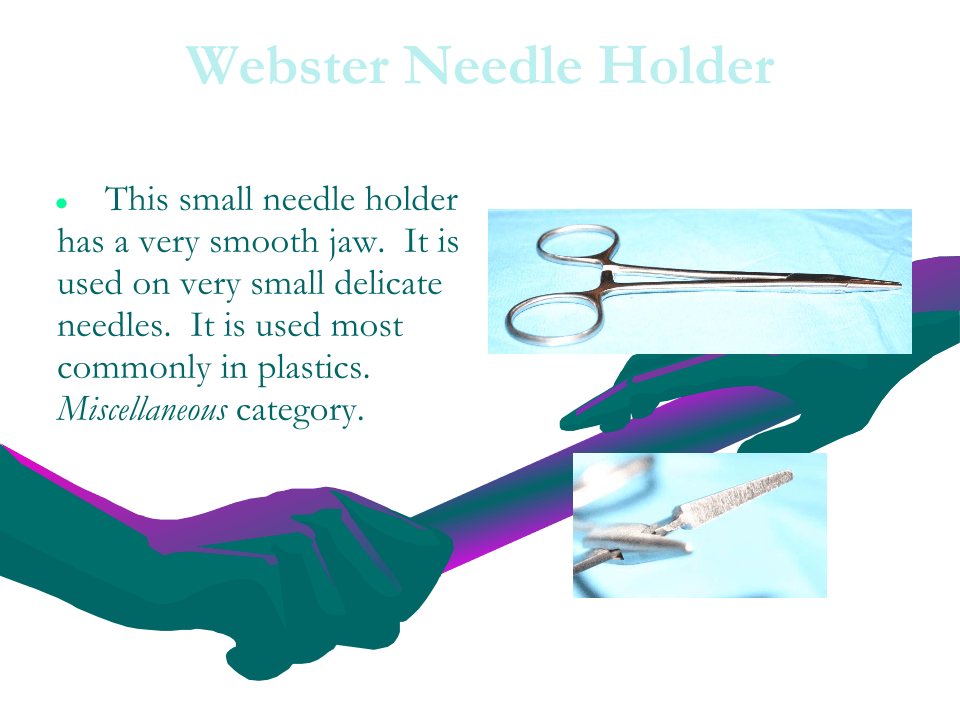 Webster Needle Holder
• This small needle holder
has a very smooth jaw.  It is
used on very small delicate
needles.  It is used most
commonly in plastics.
Miscellaneous category.